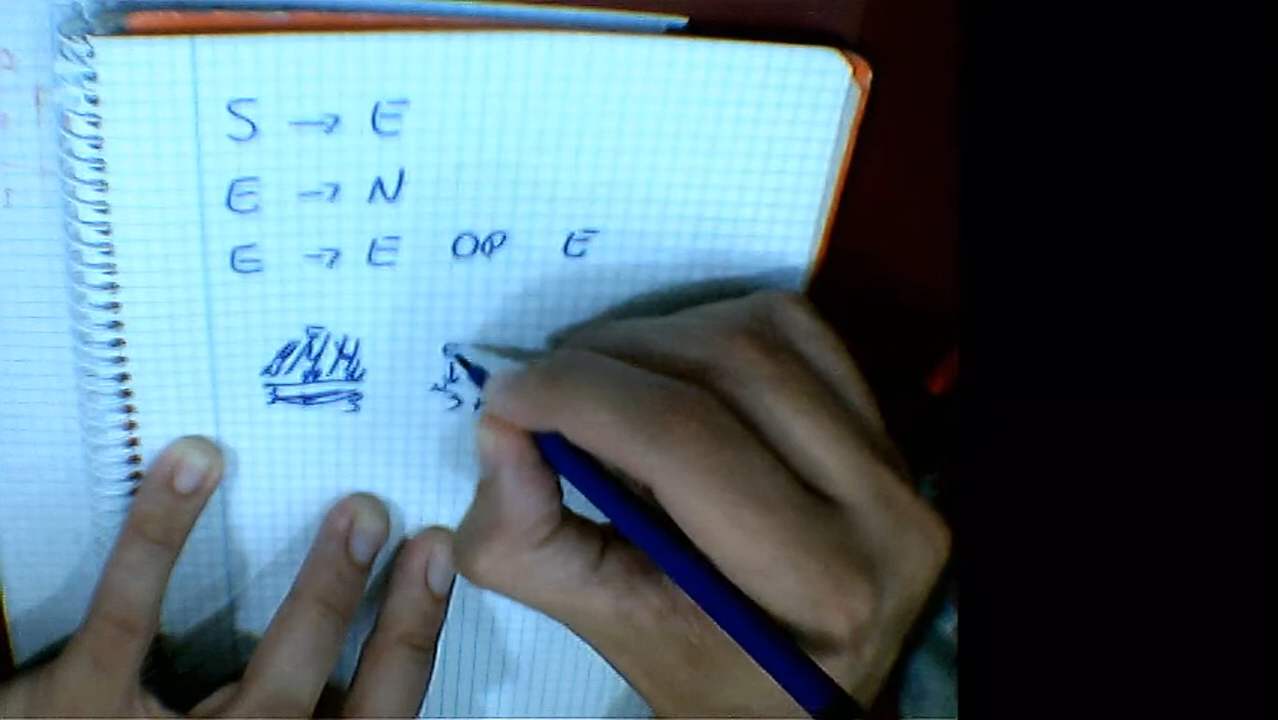 S → E
E → N
E → E OP E